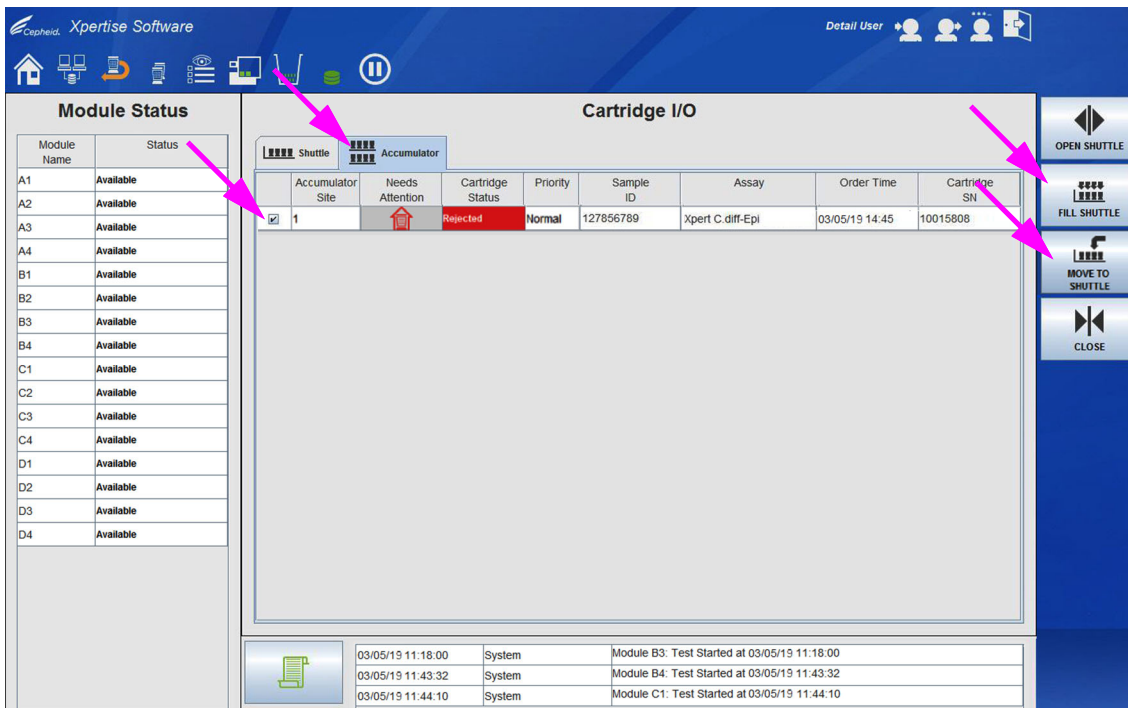 Cepheid. Xpertise Software
Detail User
Module Status
Module Name Status
A1 Available
A2 Available
A3 Available
A4 Available
B1 Available
B2 Available
B3 Available
B4 Available
C1 Available
C2 Available
C3 Available
C4 Available
D1 Available
D2 Available
D3 Available
D4 Available
Cartridge I/O
Shuttle Accumulator
Accumulator Site Needs Attention Cartridge Status Priority Sample ID Assay Order Time Cartridge SN
1 Rejected Normal 127856789 Xpert C.diff-Epi 03/05/19 14:45 10015808
03/05/19 11:18:00 System Module B3: Test Started at 03/05/19 11:18:00
03/05/19 11:43:32 System Module B4: Test Started at 03/05/19 11:43:32
03/05/19 11:44:10 System Module C1: Test Started at 03/05/19 11:44:10
OPEN SHUTTLE
FILL SHUTTLE
MOVE TO
SHUTTLE
CLOSE